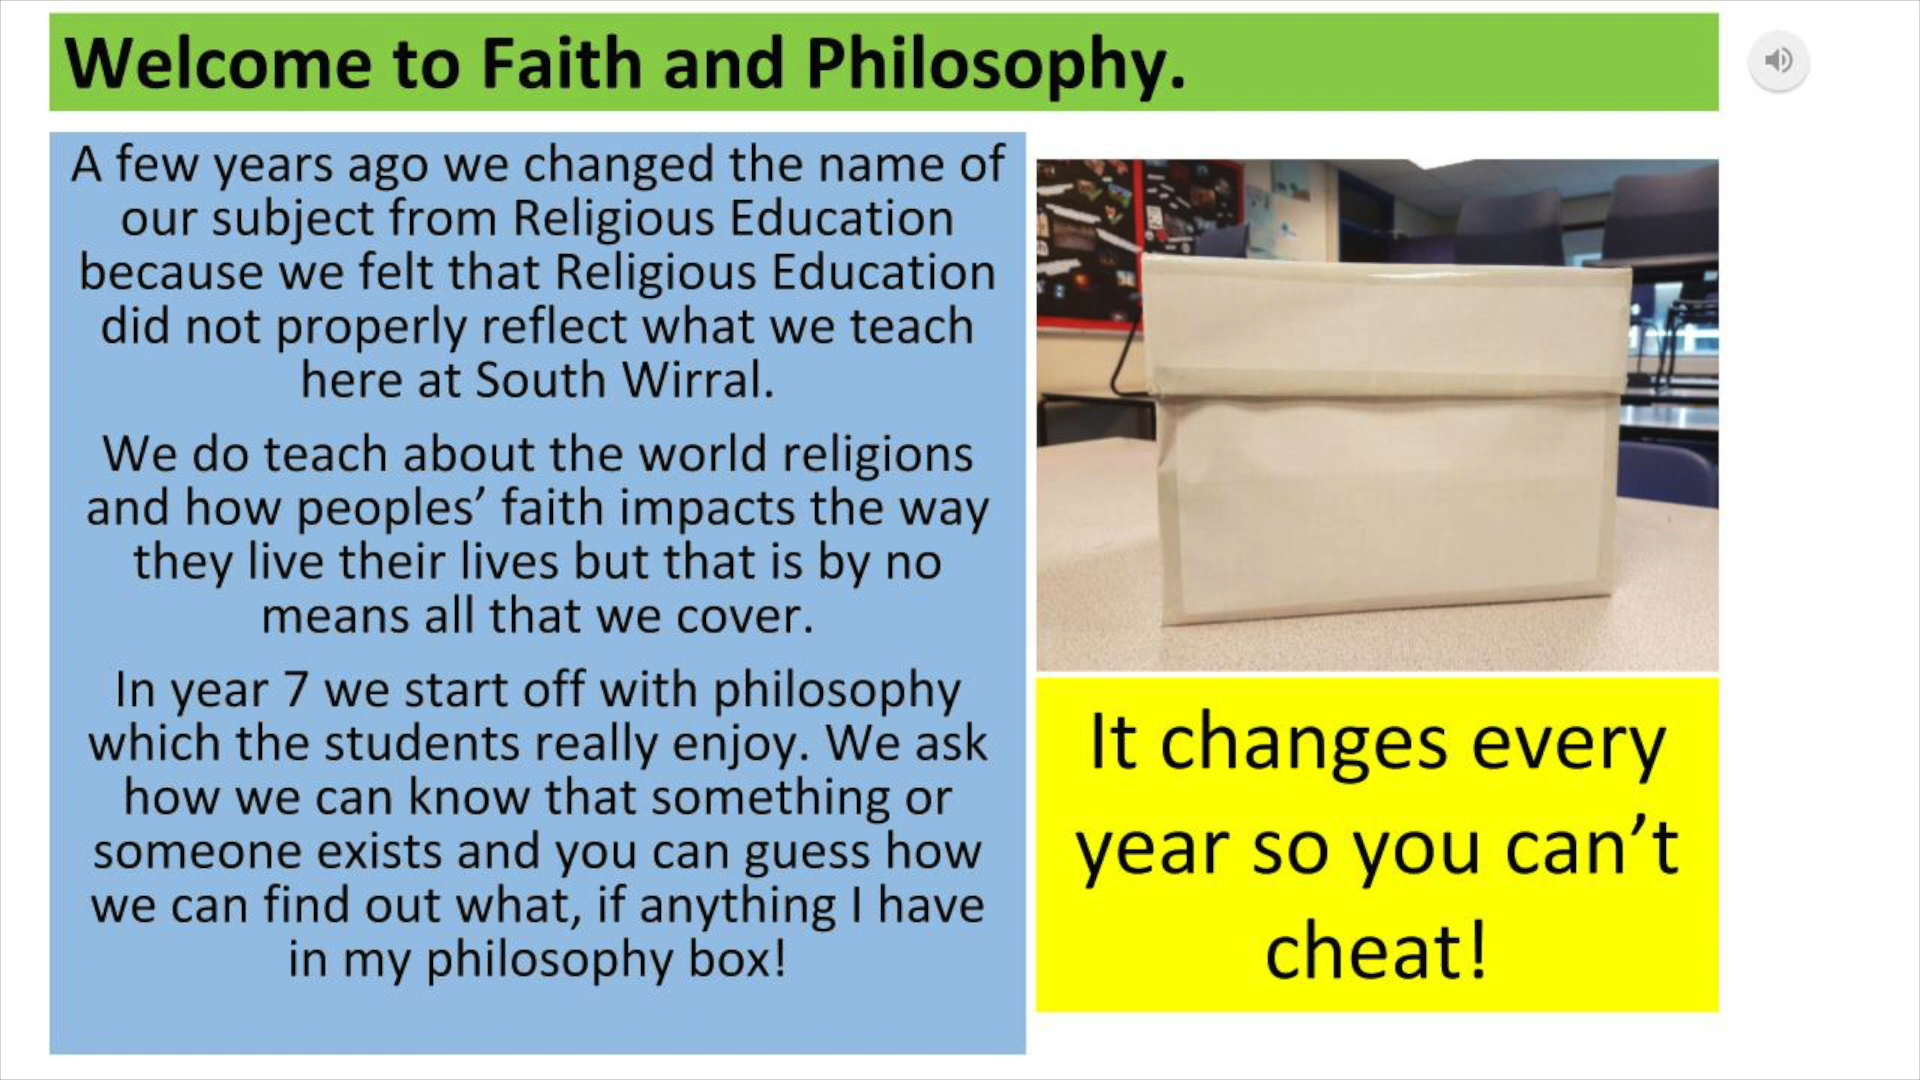 Welcome to Faith and Philosophy.
A few years ago we changed the name of
our subject from Religious Education
because we felt that Religious Education
did not properly reflect what we teach
here at South Wirral.
We do teach about the world religions
and how peoples’ faith impacts the way
they live their lives but that is by no
means all that we cover.
In year 7 we start off with philosophy
which the students really enjoy. We ask
how we can know that something or
someone exists and you can guess how
we can find out what, if anything I have
in my philosophy box!
It changes every
year so you can’t
cheat!